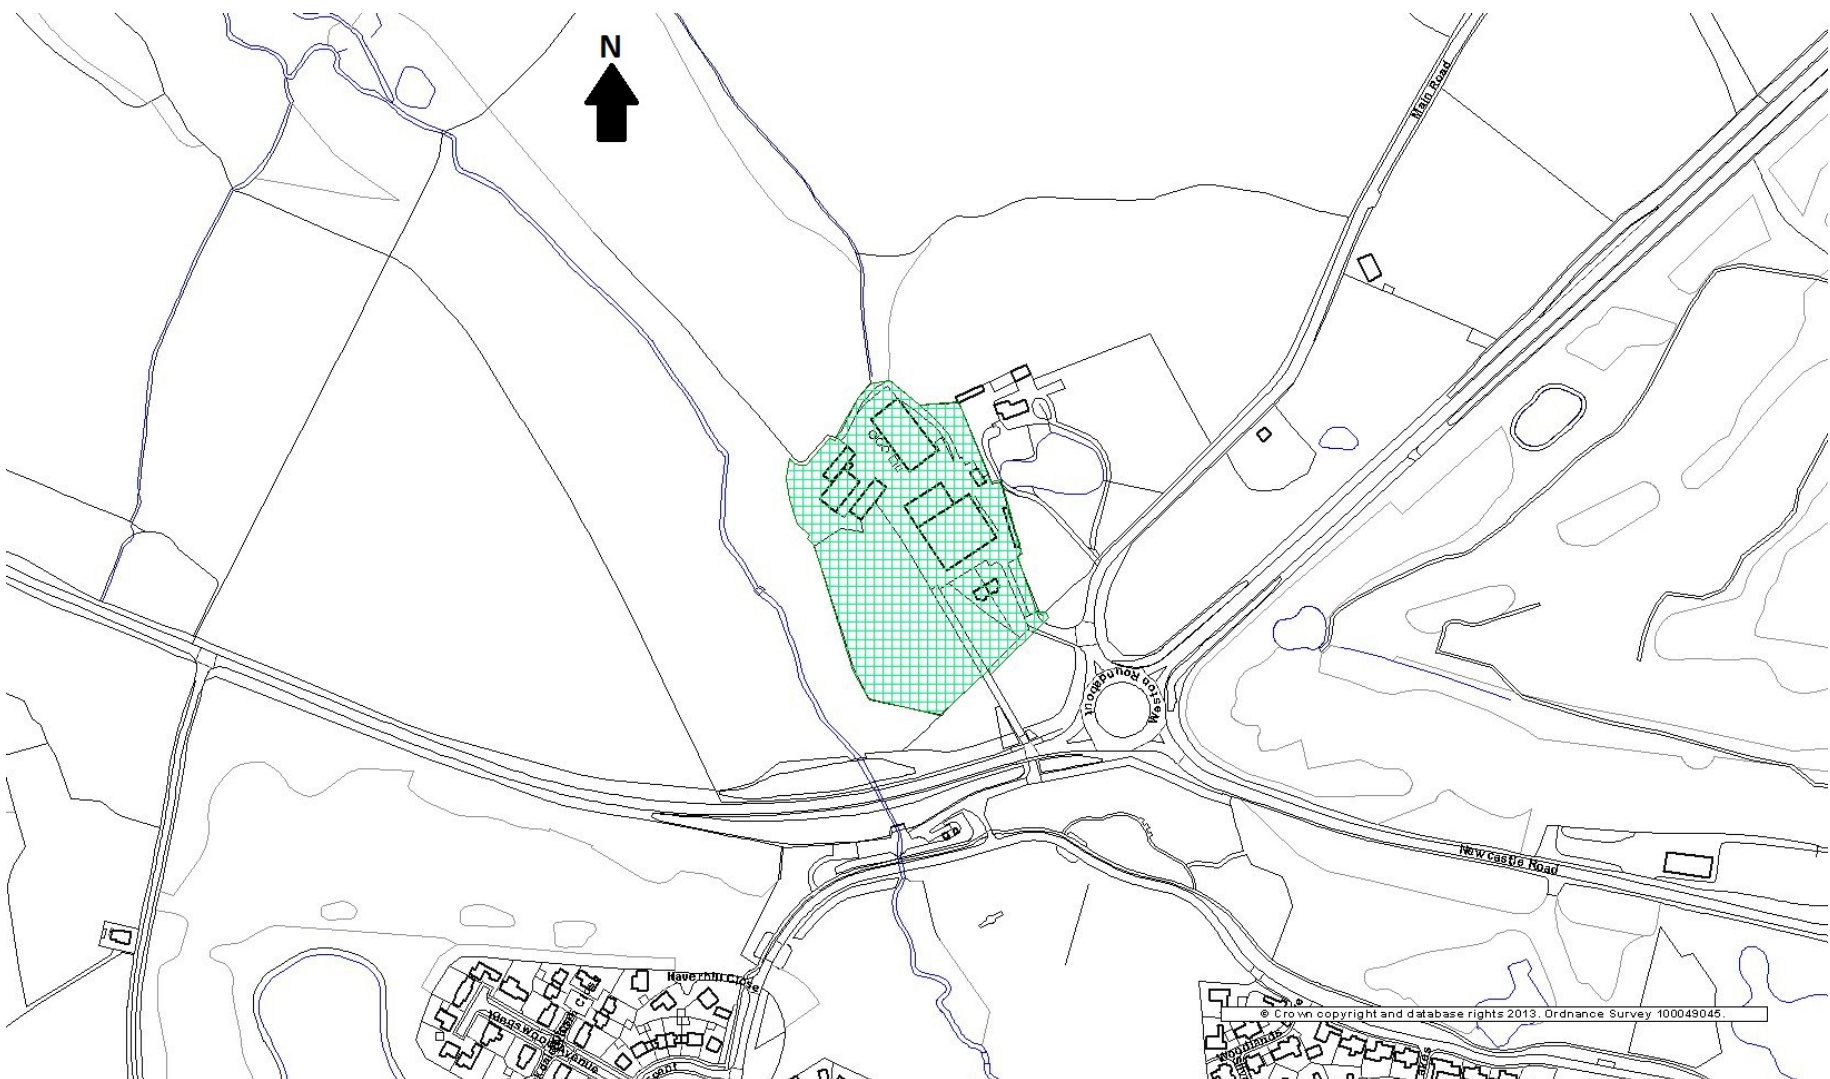 N
Main Road
Weston Roundabout
Newcastle Road
Haverhill Close
© Crown copyright and database rights 2013. Ordnance Survey 100049045.
Kingswood Avenue
Woodlands